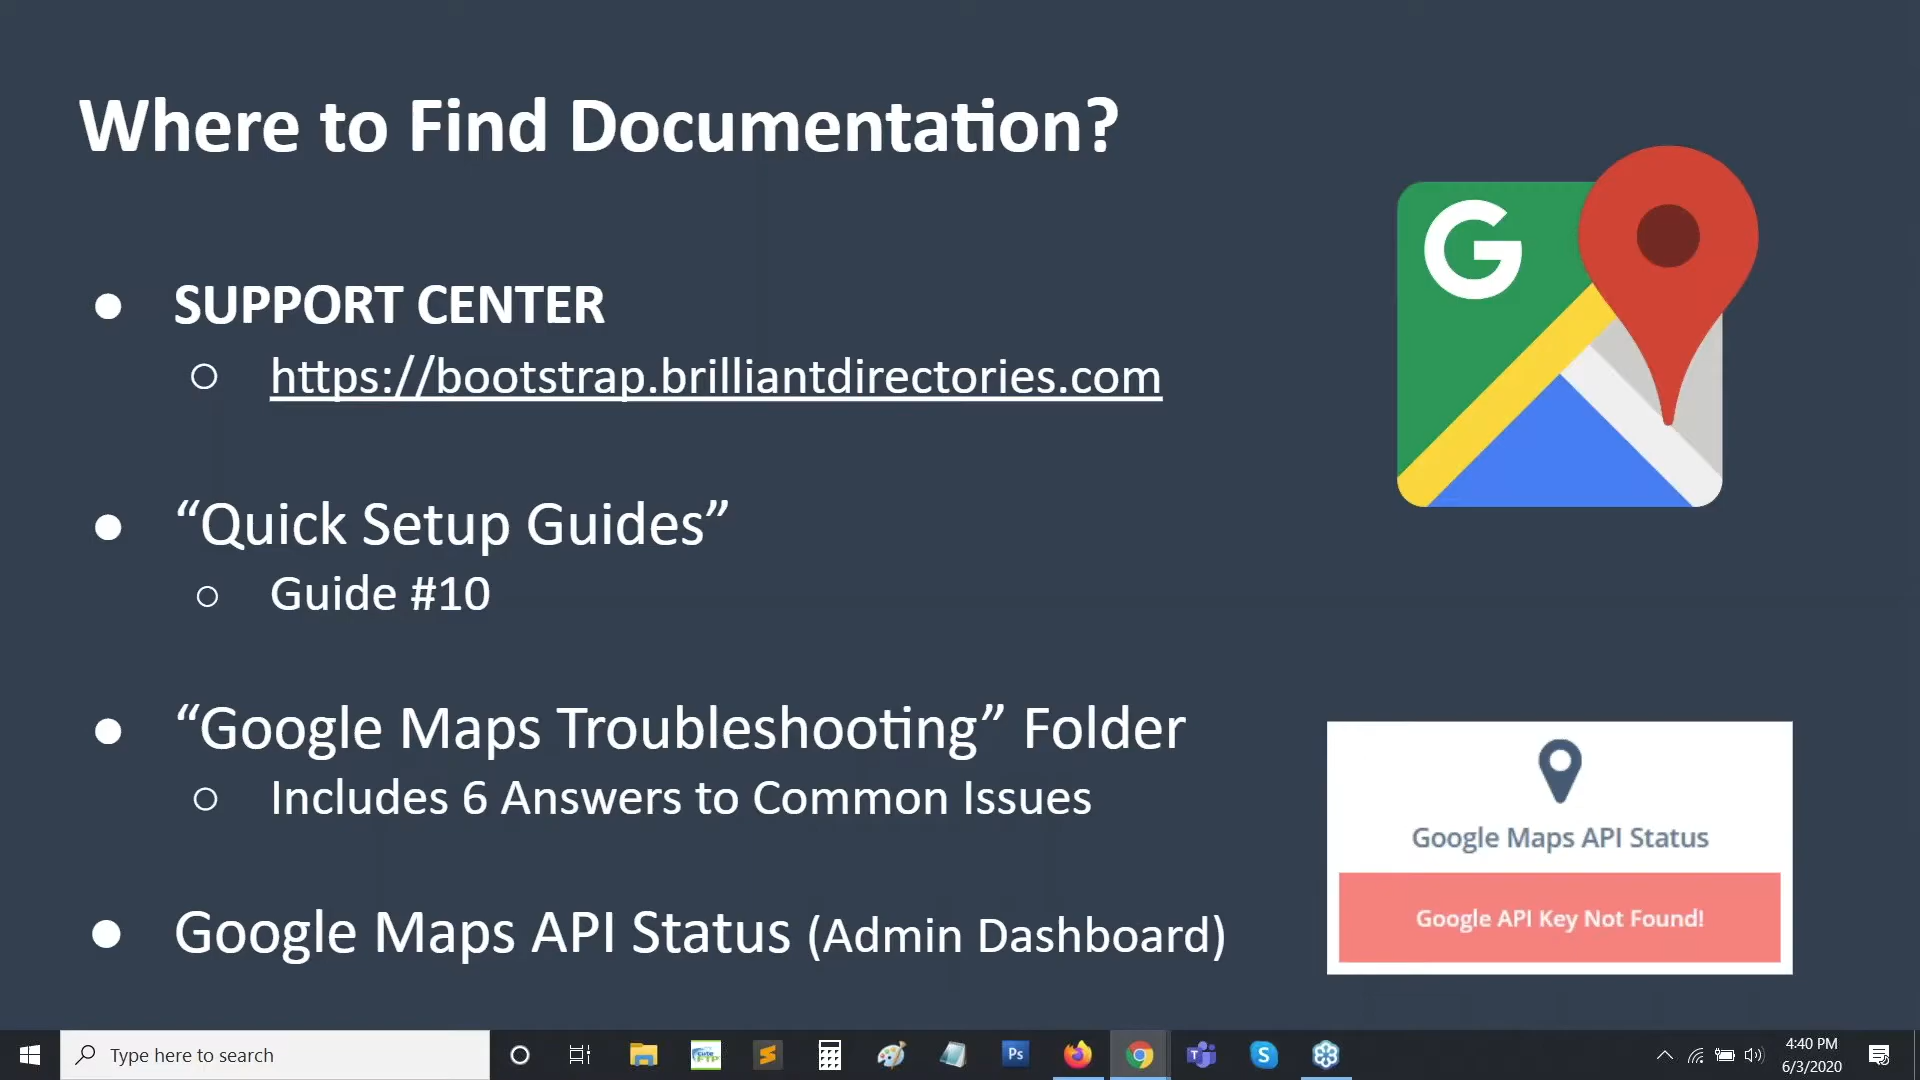 Where to Find Documentation?
● SUPPORT CENTER
○ https://bootstrap.brilliantdirectories.com
● “Quick Setup Guides”
○ Guide #10
● “Google Maps Troubleshooting” Folder
○ Includes 6 Answers to Common Issues
● Google Maps API Status (Admin Dashboard)
G
Google Maps API Status
Google API Key Not Found!
Type here to search
FTP
Ps
T
S
4:40 PM
6/3/2020